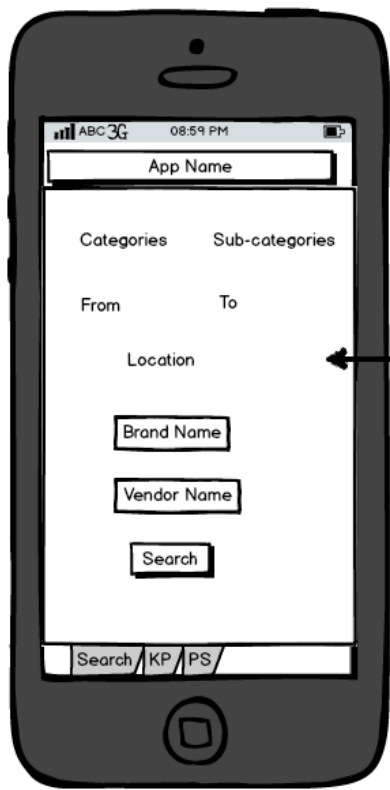 ABC 3G 08:59 PM
App Name
Categories Sub-categories
From To
Location
Brand Name
Vendor Name
Search
Search KP PS